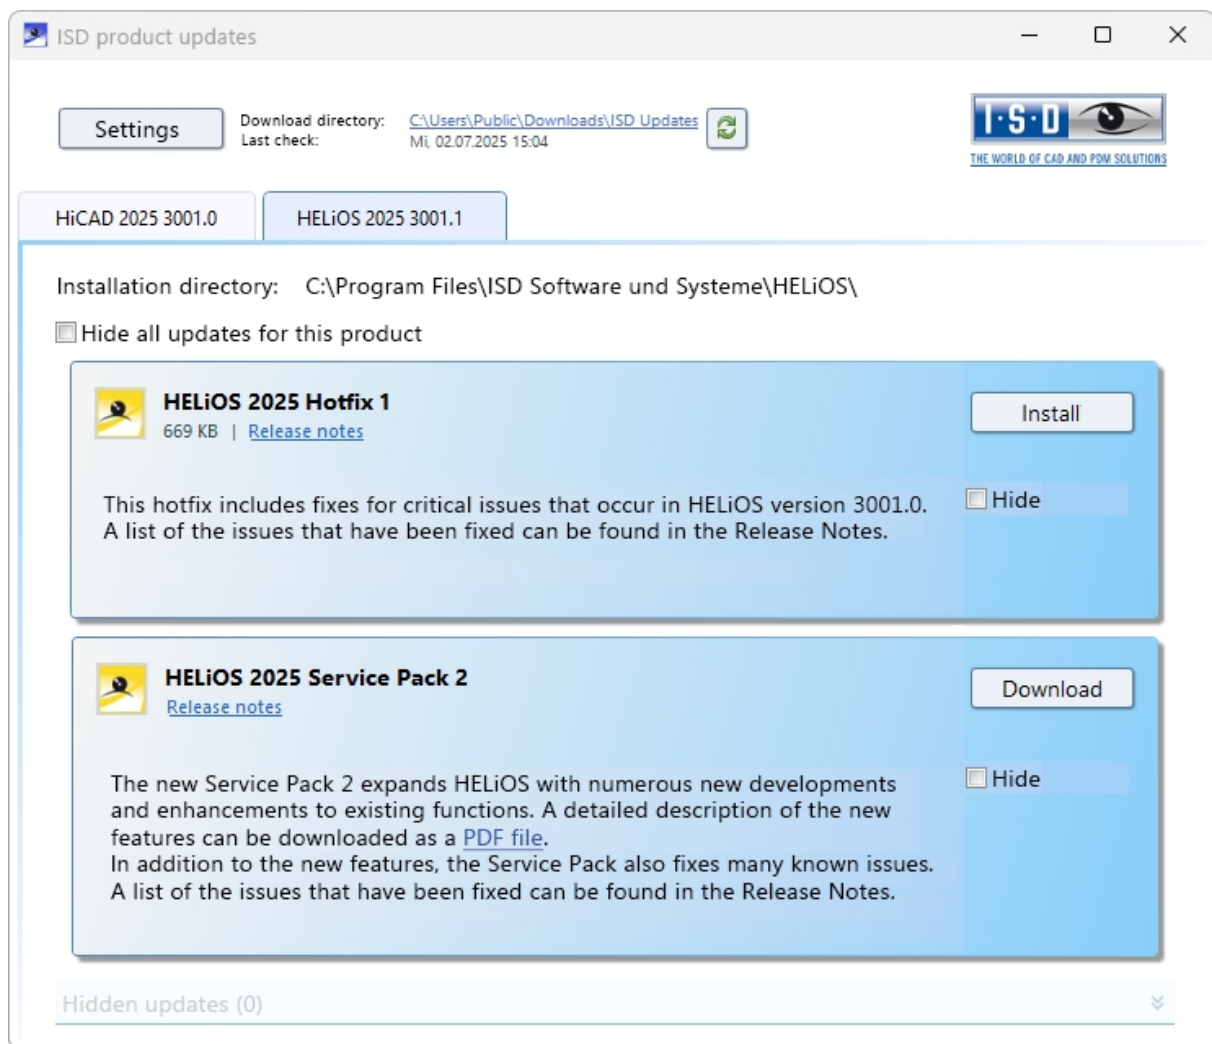 ISD product updates
Settings
Download directory: C:\Users\Public\Downloads\ISD Updates
Last check: Mi, 02.07.2025 15:04
I·S·D
THE WORLD OF CAD AND PDM SOLUTIONS
HiCAD 2025 3001.0
HELiOS 2025 3001.1
Installation directory: C:\Program Files\ISD Software und Systeme\HELiOS\
Hide all updates for this product
HELiOS 2025 Hotfix 1
669 KB | Release notes
Install
This hotfix includes fixes for critical issues that occur in HELiOS version 3001.0.
A list of the issues that have been fixed can be found in the Release Notes.
Hide
HELiOS 2025 Service Pack 2
Release notes
Download
The new Service Pack 2 expands HELiOS with numerous new developments
and enhancements to existing functions. A detailed description of the new
features can be downloaded as a PDF file.
In addition to the new features, the Service Pack also fixes many known issues.
A list of the issues that have been fixed can be found in the Release Notes.
Hide
Hidden updates (0)